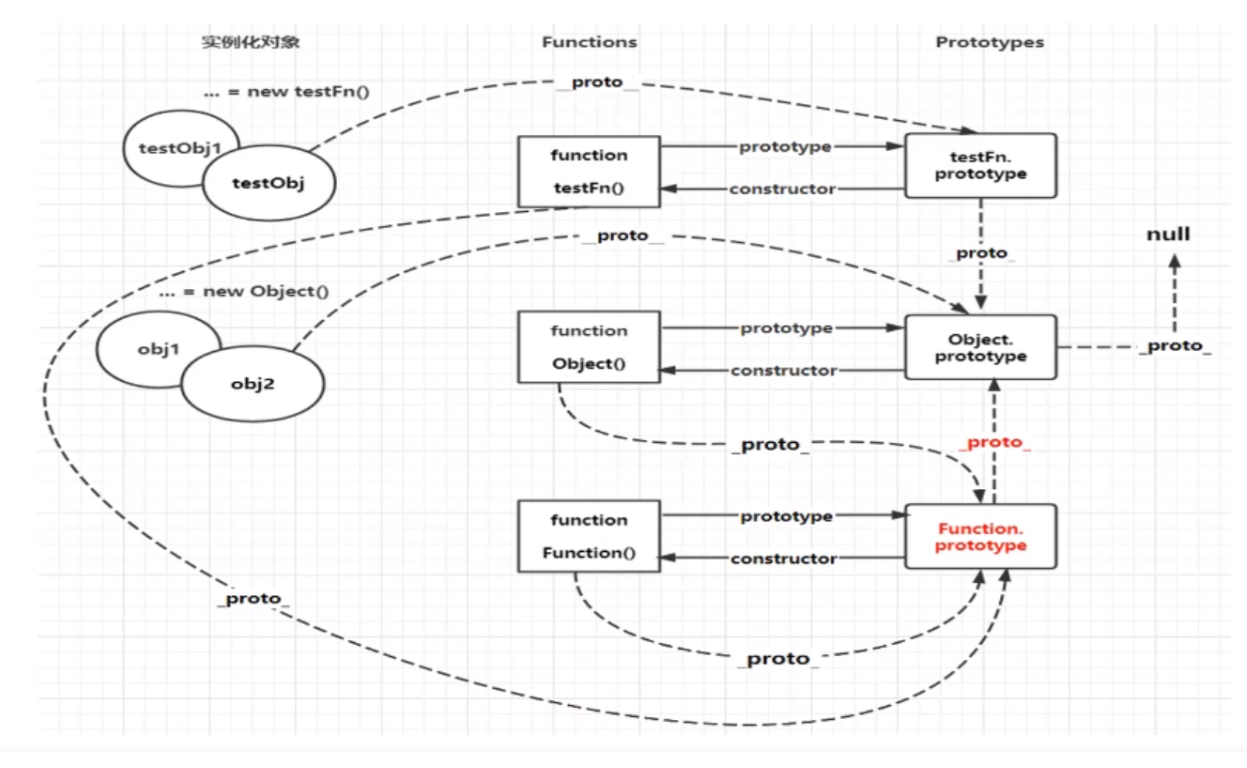 实例化对象
Functions
Prototypes
... = new testFn()
__proto__
testObj1
testObj
function
testFn()
prototype
constructor
testFn.
prototype
__proto__
_proto_
null
... = new Object()
obj1
obj2
function
Object()
prototype
constructor
Object.
prototype
_proto_
_proto_
_proto_
function
Function()
prototype
constructor
Function.
prototype
_proto_
_proto_